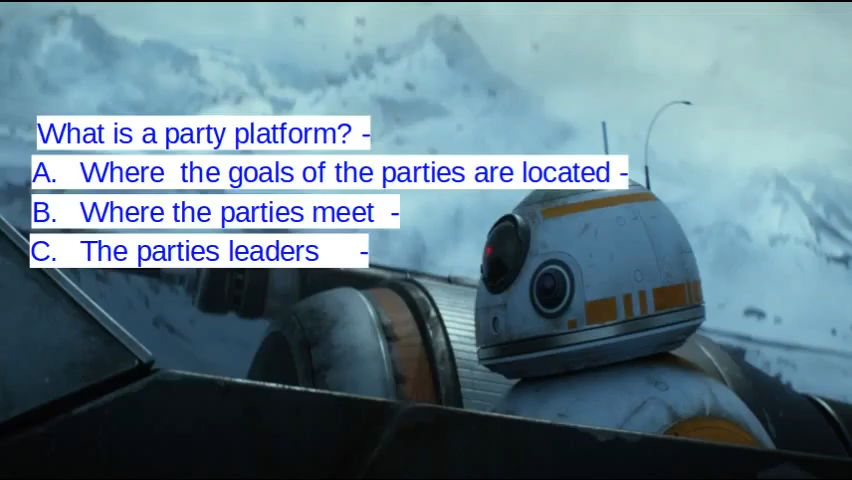 What is a party platform? -
A. Where the goals of the parties are located -
B. Where the parties meet -
C. The parties leaders -